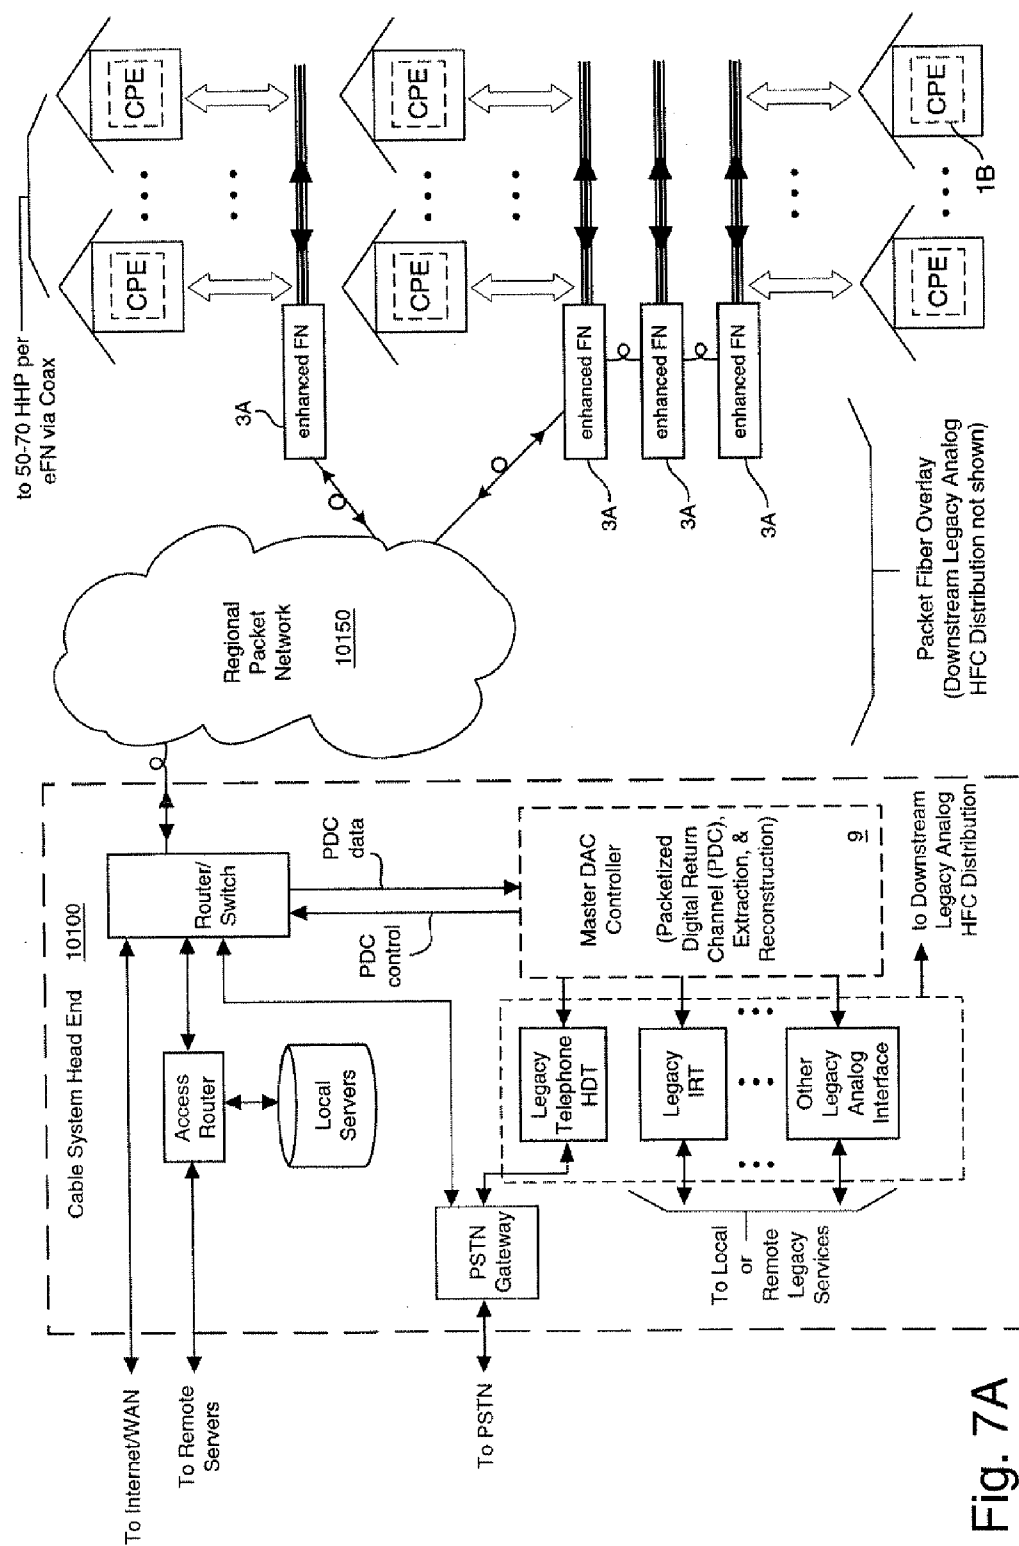 to 50-70 HHP per
eFN via Coax
CPE
CPE
3A
enhanced FN
CPE
CPE
enhanced FN
enhanced FN
enhanced FN
3A
3A
3A
CPE
CPE
1B
Regional
Packet
Network
10150
Packet Fiber Overlay
(Downstream Legacy Analog
HFC Distribution not shown)
Cable System Head End
10100
Router/
Switch
PDC
data
PDC
control
Access
Router
Local
Servers
Master DAC
Controller
(Packetized
Digital Return
Channel (PDC),
Extraction, &
Reconstruction)
9
PSTN
Gateway
Legacy
Telephone
HDT
Legacy
IRT
Other
Legacy
Analog
Interface
to Downstream
Legacy Analog
HFC Distribution
To Local
or
Remote
Legacy
Services
To Internet/WAN
To Remote
Servers
To PSTN
Fig. 7A